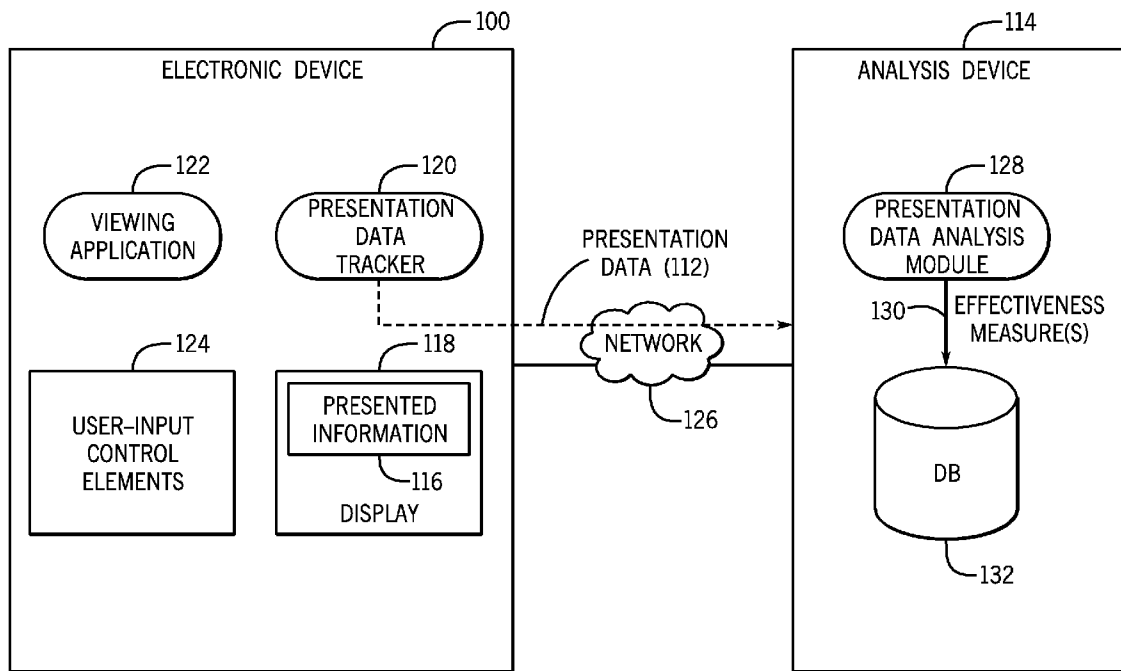 100
114
ELECTRONIC DEVICE
ANALYSIS DEVICE
122
120
128
VIEWING
APPLICATION
PRESENTATION
DATA
TRACKER
PRESENTATION
DATA (112)
PRESENTATION
DATA ANALYSIS
MODULE
130
EFFECTIVENESS
MEASURE(S)
124
118
NETWORK
126
USER-INPUT
CONTROL
ELEMENTS
PRESENTED
INFORMATION
116
DISPLAY
DB
132